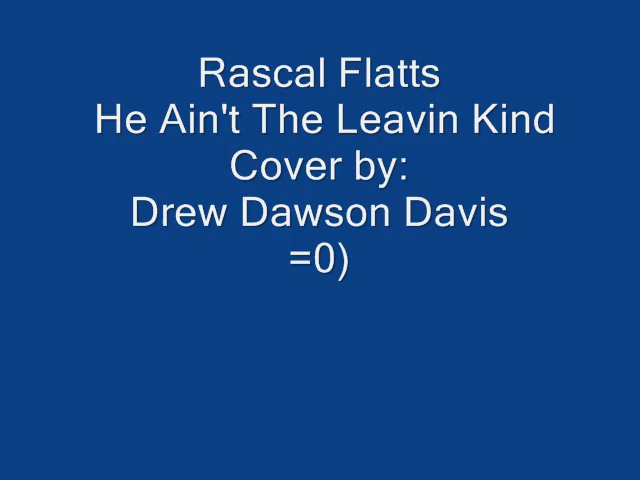 Rascal Flatts
He Ain't The Leavin Kind
Cover by:
Drew Dawson Davis
=0)